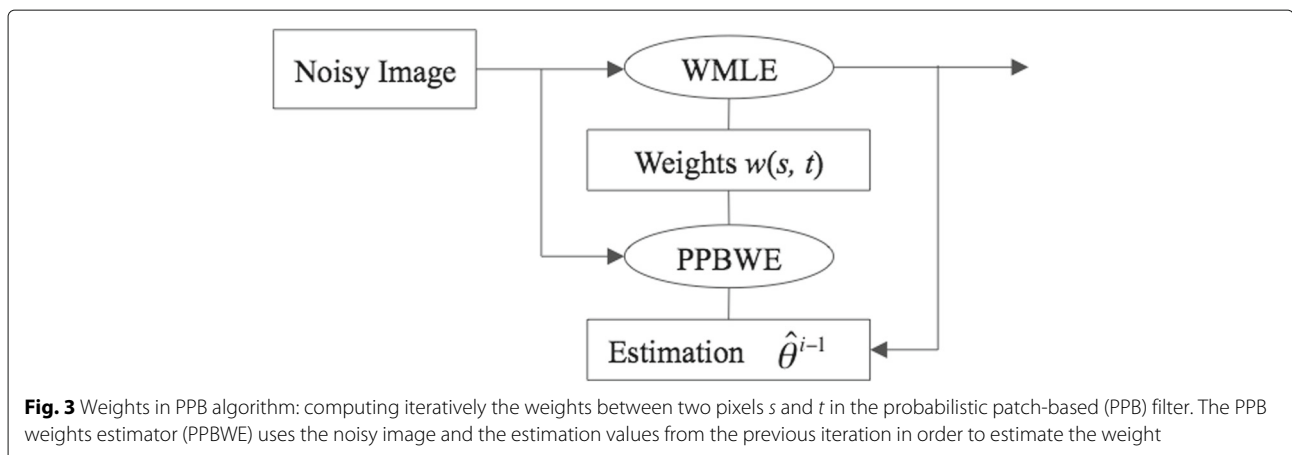 Noisy Image
WMLE
Weights w(s, t)
PPBWE
Estimation θ̂^{i−1}
Fig. 3 Weights in PPB algorithm: computing iteratively the weights between two pixels s and t in the probabilistic patch-based (PPB) filter. The PPB
weights estimator (PPBWE) uses the noisy image and the estimation values from the previous iteration in order to estimate the weight